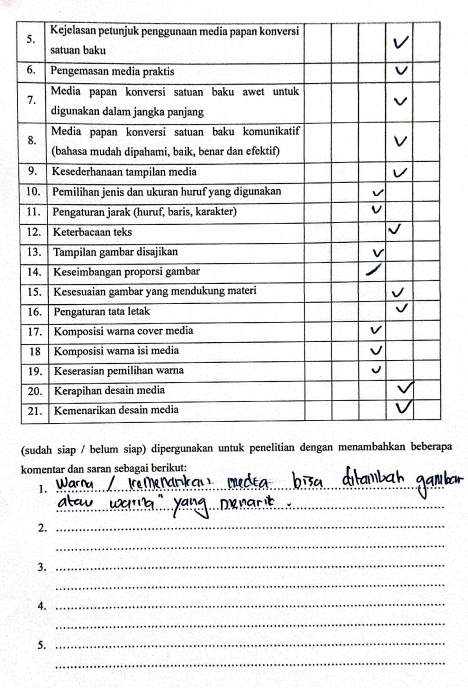 5. Kejelasan petunjuk penggunaan media papan konversi
satuan baku
6. Pengemasan media praktis
7. Media papan konversi satuan baku awet untuk
digunakan dalam jangka panjang
8. Media papan konversi satuan baku komunikatif
(bahasa mudah dipahami, baik, benar dan efektif)
9. Kesederhanaan tampilan media
10. Pemilihan jenis dan ukuran huruf yang digunakan
11. Pengaturan jarak (huruf, baris, karakter)
12. Keterbacaan teks
13. Tampilan gambar disajikan
14. Keseimbangan proporsi gambar
15. Kesesuaian gambar yang mendukung materi
16. Pengaturan tata letak
17. Komposisi warna cover media
18 Komposisi warna isi media
19. Keserasian pemilihan warna
20. Kerapihan desain media
21. Kemenarikan desain media
(sudah siap / belum siap) dipergunakan untuk penelitian dengan menambahkan beberapa
komentar dan saran sebagai berikut:
1. Warna / kemenarikan media bisa ditambah gambar
atau warna" yang menarik.
2.
3.
4.
5.